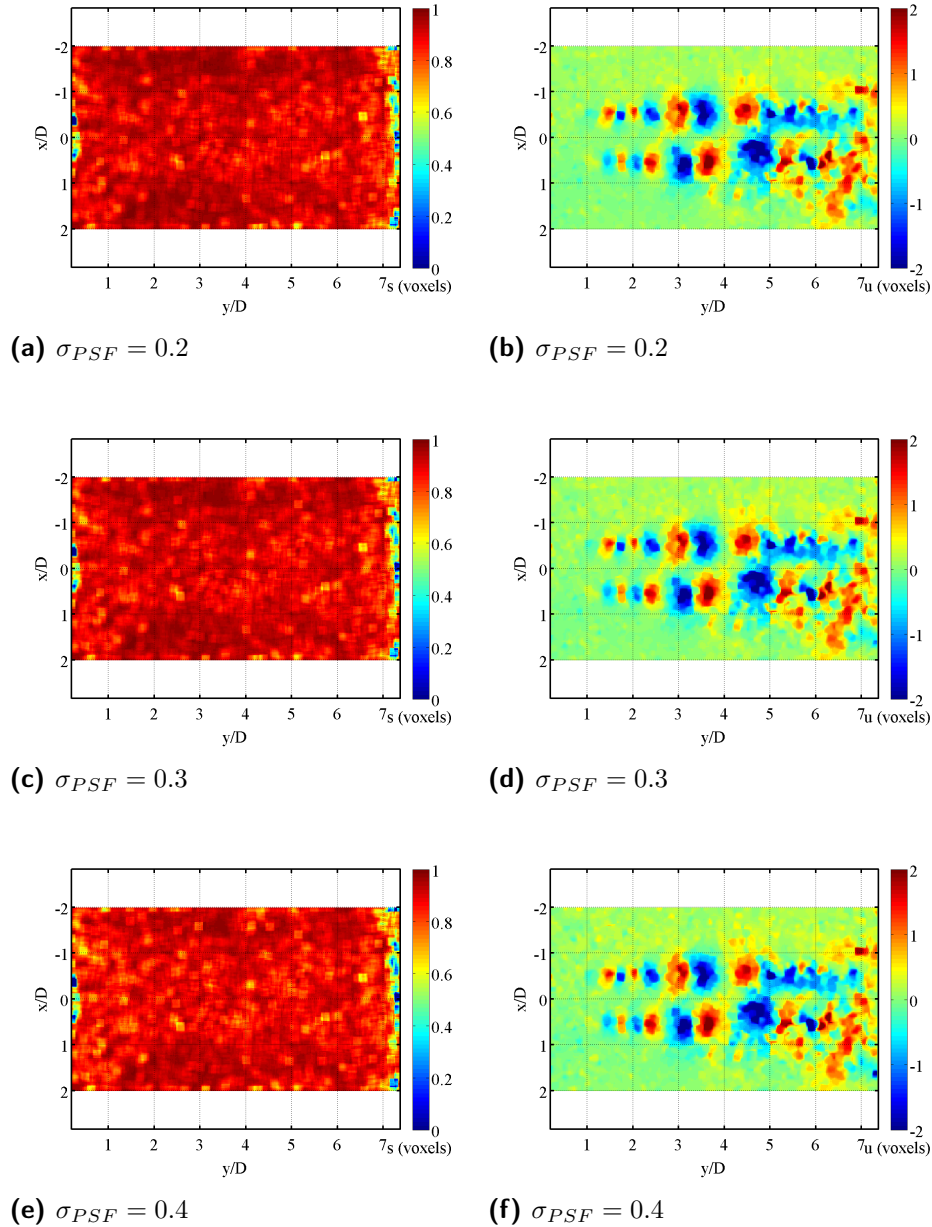 -2
-1
0
1
2
x/D
1 2 3 4 5 6 7
y/D
1
0.8
0.6
0.4
0.2
0
s (voxels)
-2
-1
0
1
2
x/D
1 2 3 4 5 6 7
y/D
2
1
0
-1
-2
u (voxels)
(a) σ_PSF = 0.2
(b) σ_PSF = 0.2
-2
-1
0
1
2
x/D
1 2 3 4 5 6 7
y/D
1
0.8
0.6
0.4
0.2
0
s (voxels)
-2
-1
0
1
2
x/D
1 2 3 4 5 6 7
y/D
2
1
0
-1
-2
u (voxels)
(c) σ_PSF = 0.3
(d) σ_PSF = 0.3
-2
-1
0
1
2
x/D
1 2 3 4 5 6 7
y/D
1
0.8
0.6
0.4
0.2
0
s (voxels)
-2
-1
0
1
2
x/D
1 2 3 4 5 6 7
y/D
2
1
0
-1
-2
u (voxels)
(e) σ_PSF = 0.4
(f) σ_PSF = 0.4